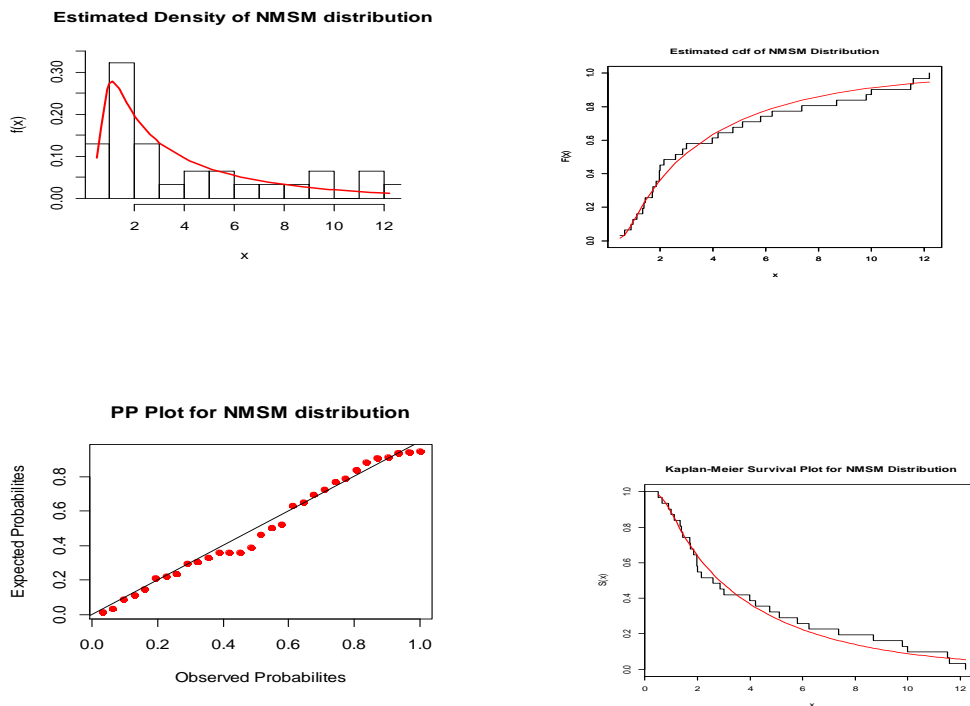 Estimated Density of NMSM distribution
f(x)
0.00 0.10 0.20 0.30
2 4 6 8 10 12
x
Estimated cdf of NMSM Distribution
F(x)
0.0 0.2 0.4 0.6 0.8 1.0
2 4 6 8 10 12
x
PP Plot for NMSM distribution
Expected Probabilites
0.0 0.2 0.4 0.6 0.8
0.0 0.2 0.4 0.6 0.8 1.0
Observed Probabilites
Kaplan-Meier Survival Plot for NMSM Distribution
S(x)
0.0 0.2 0.4 0.6 0.8 1.0
0 2 4 6 8 10 12
x